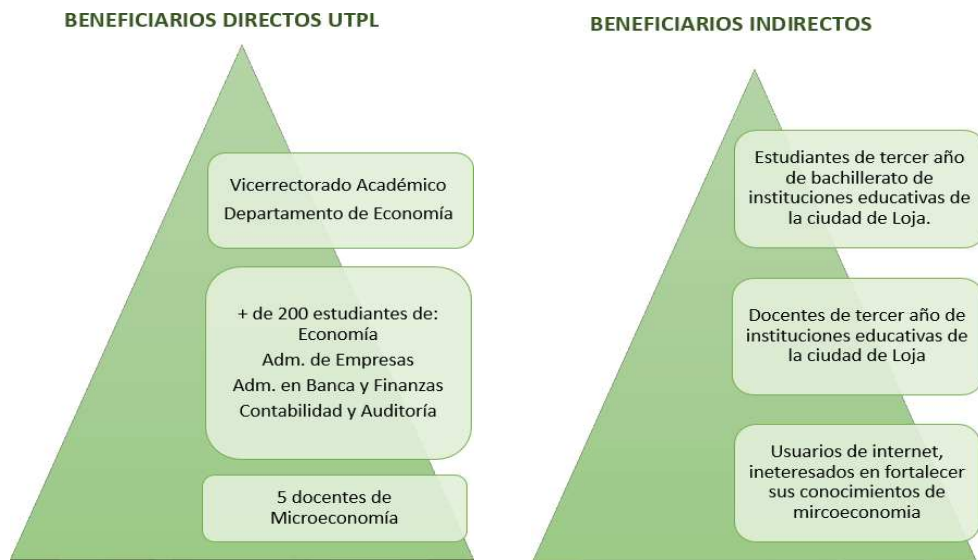 BENEFICIARIOS DIRECTOS UTPL
Vicerrectorado Académico
Departamento de Economía
+ de 200 estudiantes de:
Economía
Adm. de Empresas
Adm. en Banca y Finanzas
Contabilidad y Auditoría
5 docentes de
Microeconomía
BENEFICIARIOS INDIRECTOS
Estudiantes de tercer año
de bachillerato de
instituciones educativas de
la ciudad de Loja.
Docentes de tercer año de
instituciones educativas de
la ciudad de Loja
Usuarios de internet,
ineteresados en fortalecer
sus conocimientos de
mircoeconomia